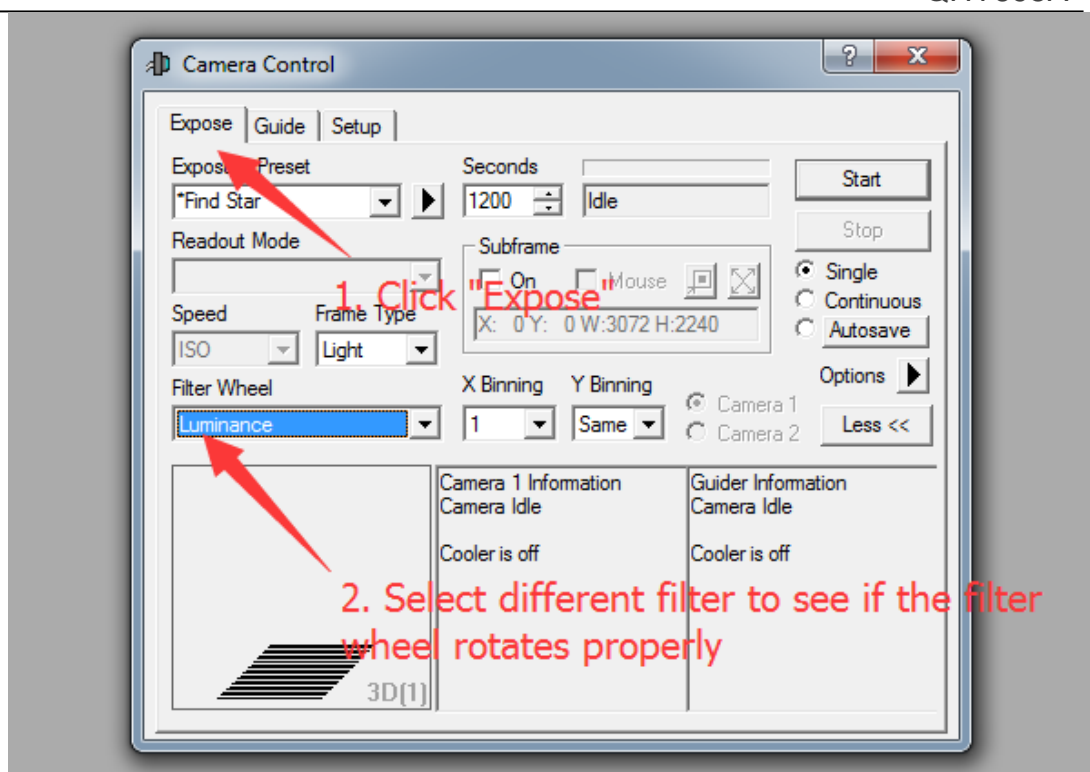 Camera Control
Expose Guide Setup
Preset Seconds
*Find Star 1200 Idle Start
Readout Mode Subframe Stop
On Mouse Single
1. Click "Expose"
Continuous
Speed Frame Type X: 0 Y: 0 W:3072 H:2240 Autosave
ISO Light
Filter Wheel X Binning Y Binning Options
Luminance 1 Same Camera 1
Camera 2 Less <<
Camera 1 Information Guider Information
Camera Idle Camera Idle
Cooler is off Cooler is off
2. Select different filter to see if the filter
wheel rotates properly
3D(1)